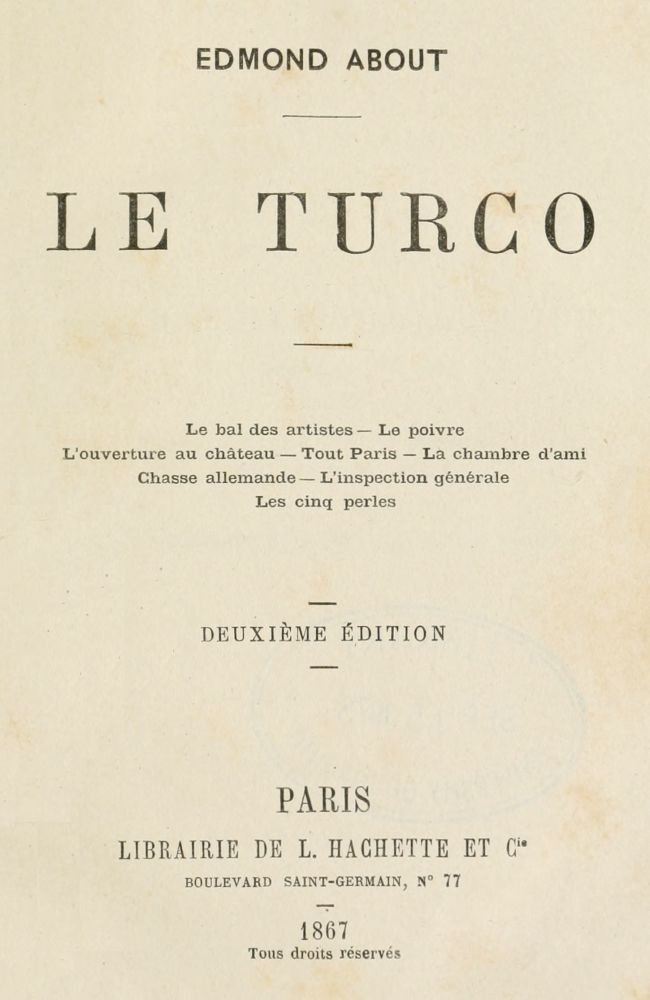 EDMOND ABOUT
LE TURCO
Le bal des artistes — Le poivre
L'ouverture au château — Tout Paris — La chambre d'ami
Chasse allemande — L'inspection générale
Les cinq perles
DEUXIÈME ÉDITION
PARIS
LIBRAIRIE DE L. HACHETTE ET Cie
BOULEVARD SAINT-GERMAIN, N° 77
1867
Tous droits réservés